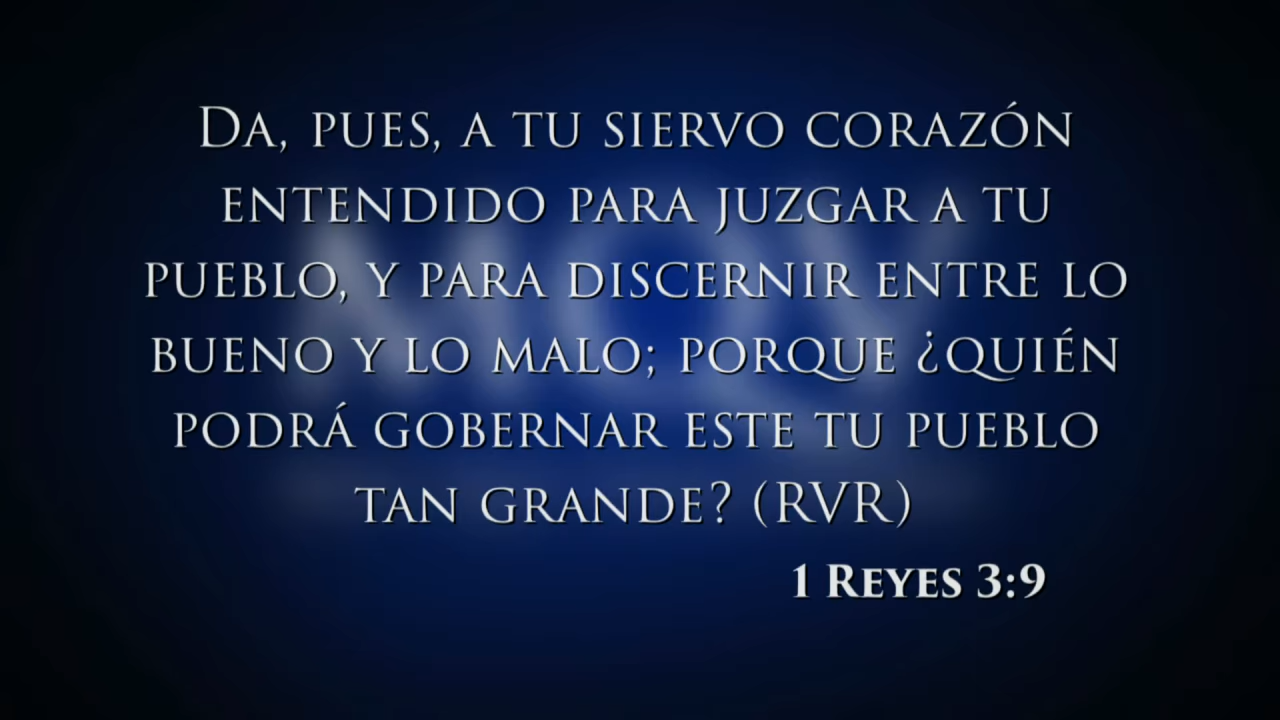 Da, pues, a tu siervo corazón
entendido para juzgar a tu
pueblo, y para discernir entre lo
bueno y lo malo; porque ¿quién
podrá gobernar este tu pueblo
tan grande? (RVR)
1 Reyes 3:9